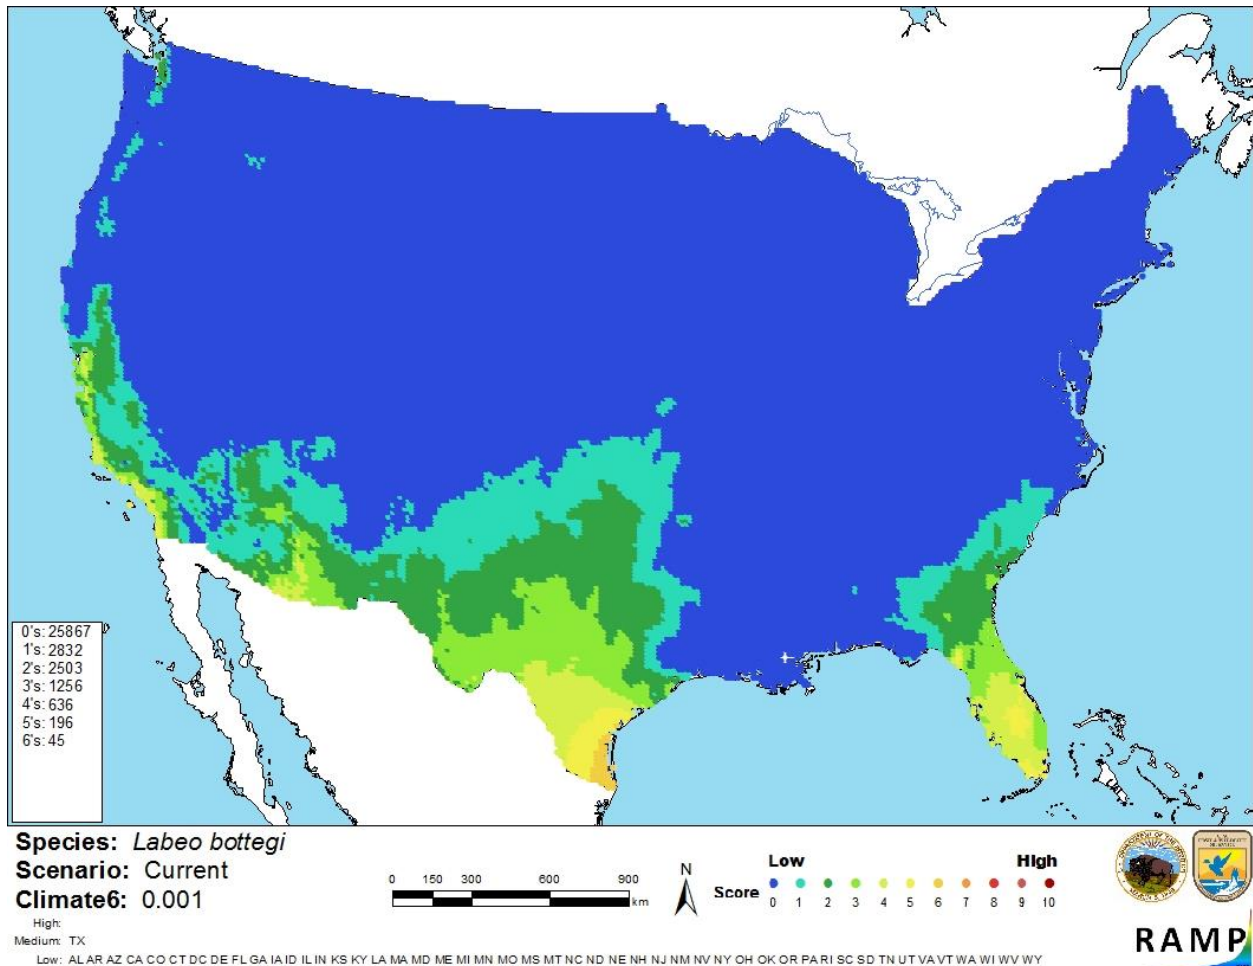 0's: 25867
1's: 2832
2's: 2503
3's: 1256
4's: 636
5's: 196
6's: 45
Species: Labeo bottegi
Scenario: Current
Climate6: 0.001
High:
Medium: TX
Low: AL AR AZ CA CO CT DC DE FL GA IA ID IL IN KS KY LA MA MD ME MI MN MO MS MT NC ND NE NH NJ NM NV NY OH OK OR PA RI SC SD TN UT VA VT WA WI WV WY
0 150 300 600 900
km
N
Low High
Score
0 1 2 3 4 5 6 7 8 9 10
RAMP